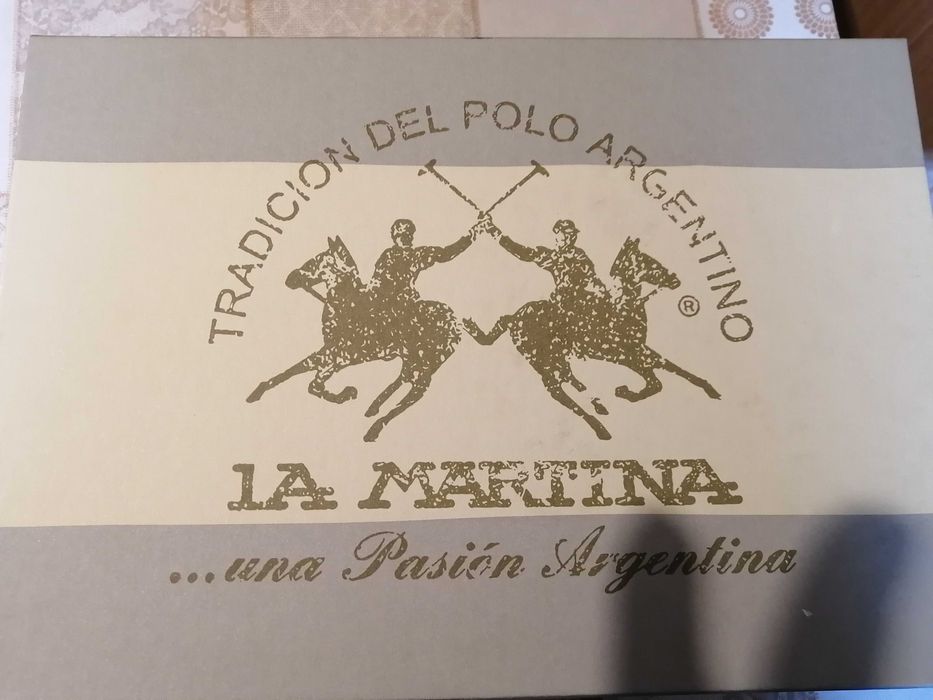 TRADICION DEL POLO ARGENTINO
®
LA MARTINA
...una Pasión Argentina